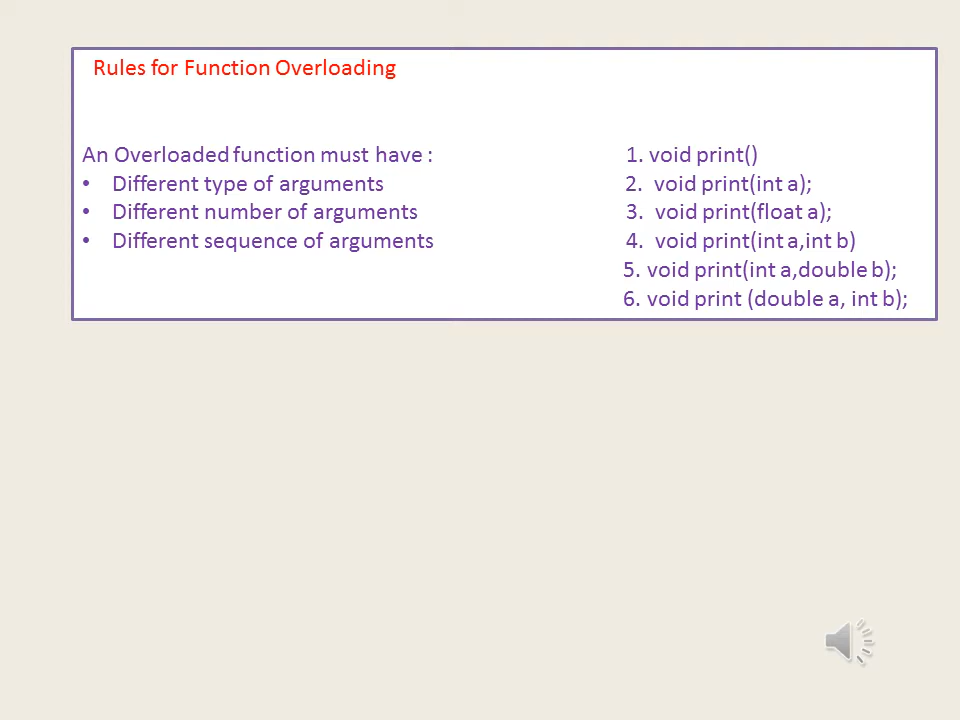 Rules for Function Overloading
An Overloaded function must have :
• Different type of arguments
• Different number of arguments
• Different sequence of arguments
1. void print()
2. void print(int a);
3. void print(float a);
4. void print(int a,int b)
5. void print(int a,double b);
6. void print (double a, int b);